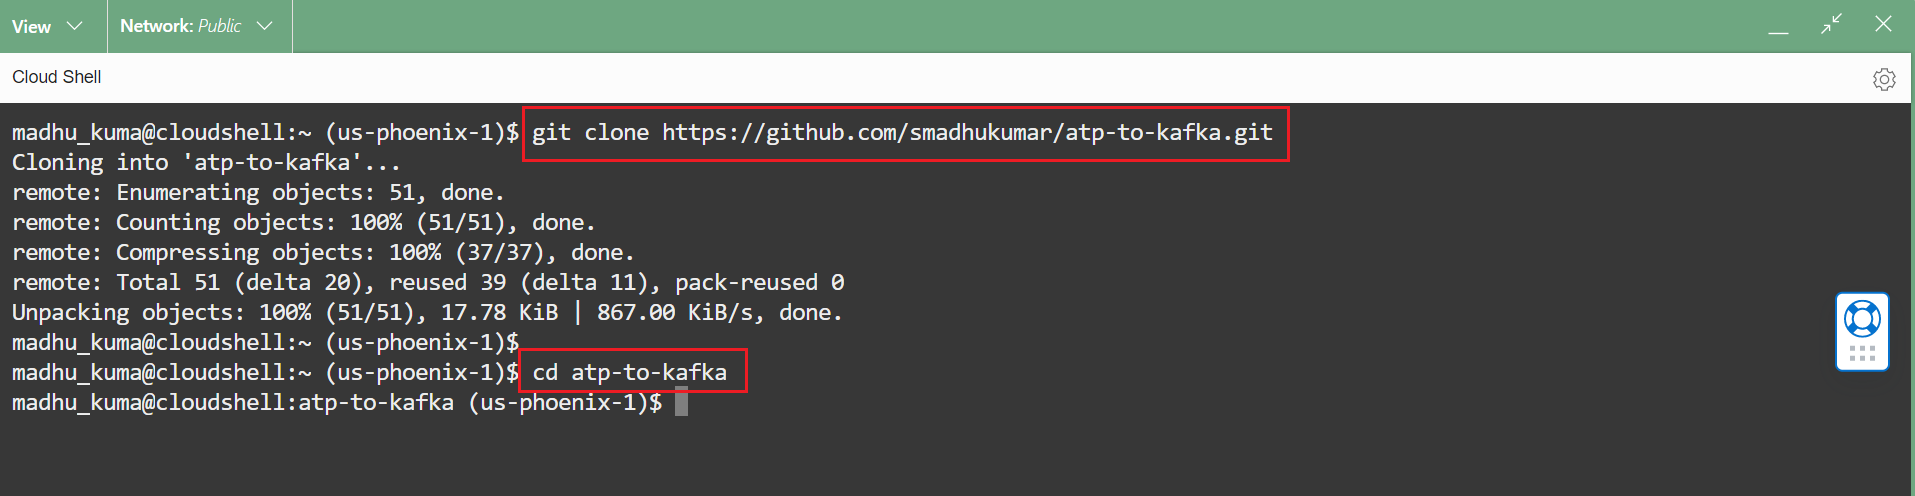 View
Network: Public
Cloud Shell
madhu_kuma@cloudshell:~ (us-phoenix-1)$ git clone https://github.com/smadhukumar/atp-to-kafka.git
Cloning into 'atp-to-kafka'...
remote: Enumerating objects: 51, done.
remote: Counting objects: 100% (51/51), done.
remote: Compressing objects: 100% (37/37), done.
remote: Total 51 (delta 20), reused 39 (delta 11), pack-reused 0
Unpacking objects: 100% (51/51), 17.78 KiB | 867.00 KiB/s, done.
madhu_kuma@cloudshell:~ (us-phoenix-1)$
madhu_kuma@cloudshell:~ (us-phoenix-1)$ cd atp-to-kafka
madhu_kuma@cloudshell:atp-to-kafka (us-phoenix-1)$